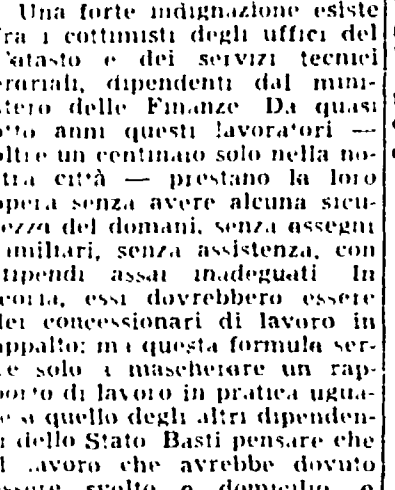 Una forte indignazione esiste
fra i cottimisti degli uffici del
Catasto e dei servizi tecnici
erariali, dipendenti dal mini-
stero delle Finanze Da quasi
otto anni questi lavoratori —
oltre un centinaio solo nella no-
stra città — prestano la loro
opera senza avere alcuna sicu-
rezza del domani, senza assegni
familiari, senza assistenza, con
stipendi assai inadeguati In
teoria, essi dovrebbero essere
dei concessionari di lavoro in
appalto; ma questa formula ser-
ve solo a mascherare un rap-
porto di lavoro in pratica ugua-
le a quello degli altri dipenden-
ti dello Stato Basti pensare che
il lavoro che avrebbe dovuto
essere svolto a domicilio